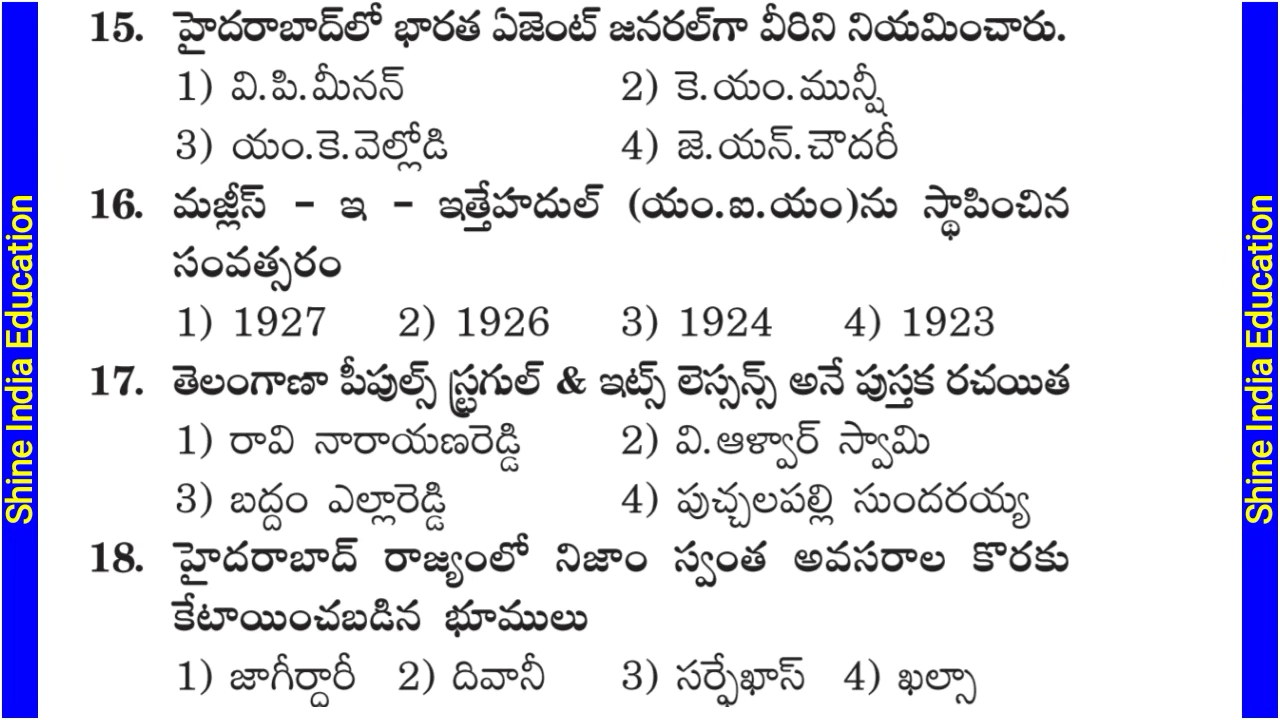 Shine India Education
15. హైదరాబాద్‌లో భారత ఏజెంట్ జనరల్‌గా వీరిని నియమించారు.
1) వి.పి.మీనన్ 2) కె.యం.మున్షీ
3) యం.కె.వెల్లోడి 4) జె.యన్.చౌదరీ
16. మజ్లీస్ - ఇ - ఇత్తేహదుల్ (యం.ఐ.యం)ను స్థాపించిన
సంవత్సరం
1) 1927 2) 1926 3) 1924 4) 1923
17. తెలంగాణా పీపుల్స్ స్ట్రగుల్ & ఇట్స్ లెస్సన్స్ అనే పుస్తక రచయిత
1) రావి నారాయణరెడ్డి 2) వి.ఆళ్వార్ స్వామి
3) బద్దం ఎల్లారెడ్డి 4) పుచ్చలపల్లి సుందరయ్య
18. హైదరాబాద్ రాజ్యంలో నిజాం స్వంత అవసరాల కొరకు
కేటాయించబడిన భూములు
1) జాగీర్దారీ 2) దివానీ 3) సర్ఫేఖాస్ 4) ఖల్సా
Shine India Education